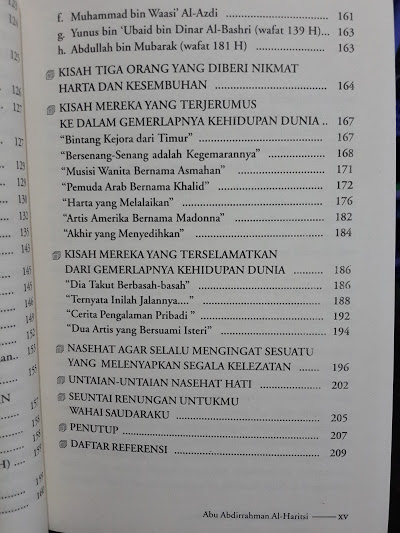 f. Muhammad bin Waasi' Al-Azdi 161
g. Yunus bin 'Ubaid bin Dinar Al-Bashri (wafat 139 H)... 163
h. Abdullah bin Mubarak (wafat 181 H) ............... 163
KISAH TIGA ORANG YANG DIBERI NIKMAT
HARTA DAN KESEMBUHAN ............................ 164
KISAH MEREKA YANG TERJERUMUS
KE DALAM GEMERLAPNYA KEHIDUPAN DUNIA .. 167
"Bintang Kejora dari Timur" ............................ 167
"Bersenang-Senang adalah Kegemarannya" .......... 168
"Musisi Wanita Bernama Asmahan" ................. 171
"Pemuda Arab Bernama Khalid" ..................... 172
"Harta yang Melalaikan" ................................ 176
"Artis Amerika Bernama Madonna" ................. 182
"Akhir yang Menyedihkan" ............................ 184
KISAH MEREKA YANG TERSELAMATKAN
DARI GEMERLAPNYA KEHIDUPAN DUNIA ......... 186
"Dia Takut Berbasah-basah" ............................ 186
"Ternyata Inilah Jalannya...." .......................... 188
"Cerita Pengalaman Pribadi " .......................... 192
"Dua Artis yang Bersuami Isteri" ..................... 194
NASEHAT AGAR SELALU MENGINGAT SESUATU
YANG MELENYAPKAN SEGALA KELEZATAN ........ 196
UNTAIAN-UNTAIAN NASEHAT HATI ................ 202
SEUNTAI RENUNGAN UNTUKMU
WAHAI SAUDARAKU .................................. 205
PENUTUP .............................................. 207
DAFTAR REFERENSI .................................. 209
Abu Abdirrahman Al-Haritsi —— xv